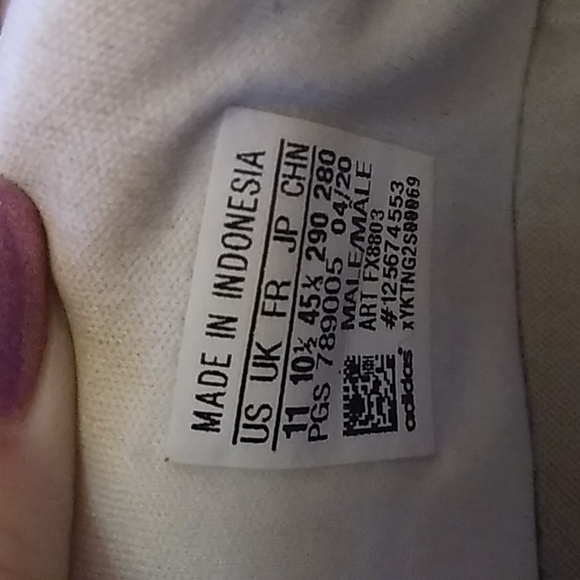 MADE IN INDONESIA
US UK FR JP CHN
11 10½ 45⅓ 290 280
PGS 789005 04/20
MALE/MÂLE
ART FX8803
#125674553
XYKTNG2S00069
adidas